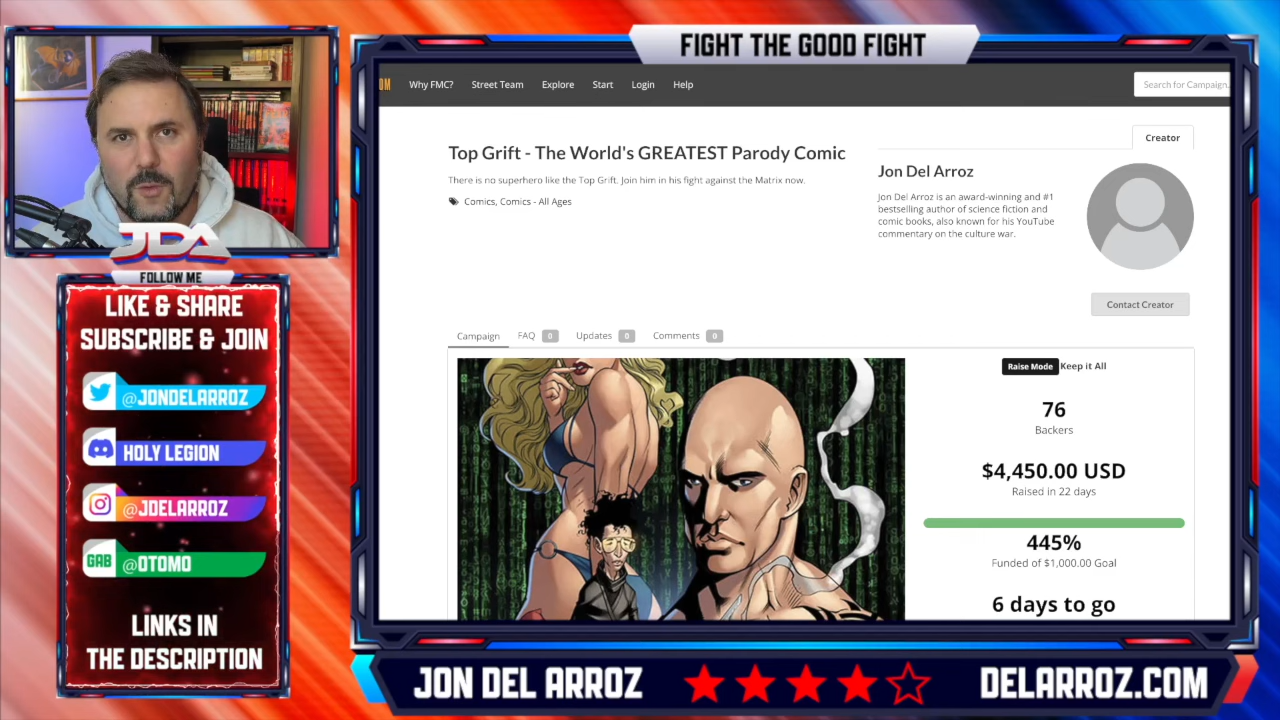 FIGHT THE GOOD FIGHT
OM
Why FMC?
Street Team
Explore
Start
Login
Help
Search for Campaign.
Creator
Top Grift - The World's GREATEST Parody Comic
There is no superhero like the Top Grift. Join him in his fight against the Matrix now.
Comics, Comics - All Ages
Jon Del Arroz
Jon Del Arroz is an award-winning and #1
bestselling author of science fiction and
comic books, also known for his YouTube
commentary on the culture war.
Contact Creator
Campaign
FAQ 0
Updates 0
Comments 0
Raise Mode Keep it All
76
Backers
$4,450.00 USD
Raised in 22 days
445%
Funded of $1,000.00 Goal
6 days to go
JDA
FOLLOW ME
LIKE & SHARE
SUBSCRIBE & JOIN
@JONDELARROZ
HOLY LEGION
@JDELARROZ
GAB @OTOMO
LINKS IN
THE DESCRIPTION
JON DEL ARROZ
DELARROZ.COM